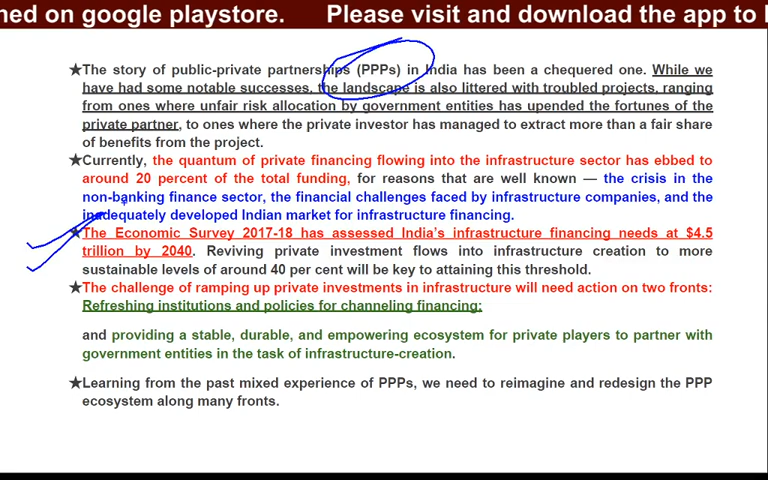 ned on google playstore. Please visit and download the app to
★The story of public-private partnerships (PPPs) in India has been a chequered one. While we
have had some notable successes, the landscape is also littered with troubled projects, ranging
from ones where unfair risk allocation by government entities has upended the fortunes of the
private partner, to ones where the private investor has managed to extract more than a fair share
of benefits from the project.
★Currently, the quantum of private financing flowing into the infrastructure sector has ebbed to
around 20 percent of the total funding, for reasons that are well known — the crisis in the
non-banking finance sector, the financial challenges faced by infrastructure companies, and the
inadequately developed Indian market for infrastructure financing.
★The Economic Survey 2017-18 has assessed India's infrastructure financing needs at $4.5
trillion by 2040. Reviving private investment flows into infrastructure creation to more
sustainable levels of around 40 per cent will be key to attaining this threshold.
★The challenge of ramping up private investments in infrastructure will need action on two fronts:
Refreshing institutions and policies for channeling financing;
and providing a stable, durable, and empowering ecosystem for private players to partner with
government entities in the task of infrastructure-creation.
★Learning from the past mixed experience of PPPs, we need to reimagine and redesign the PPP
ecosystem along many fronts.